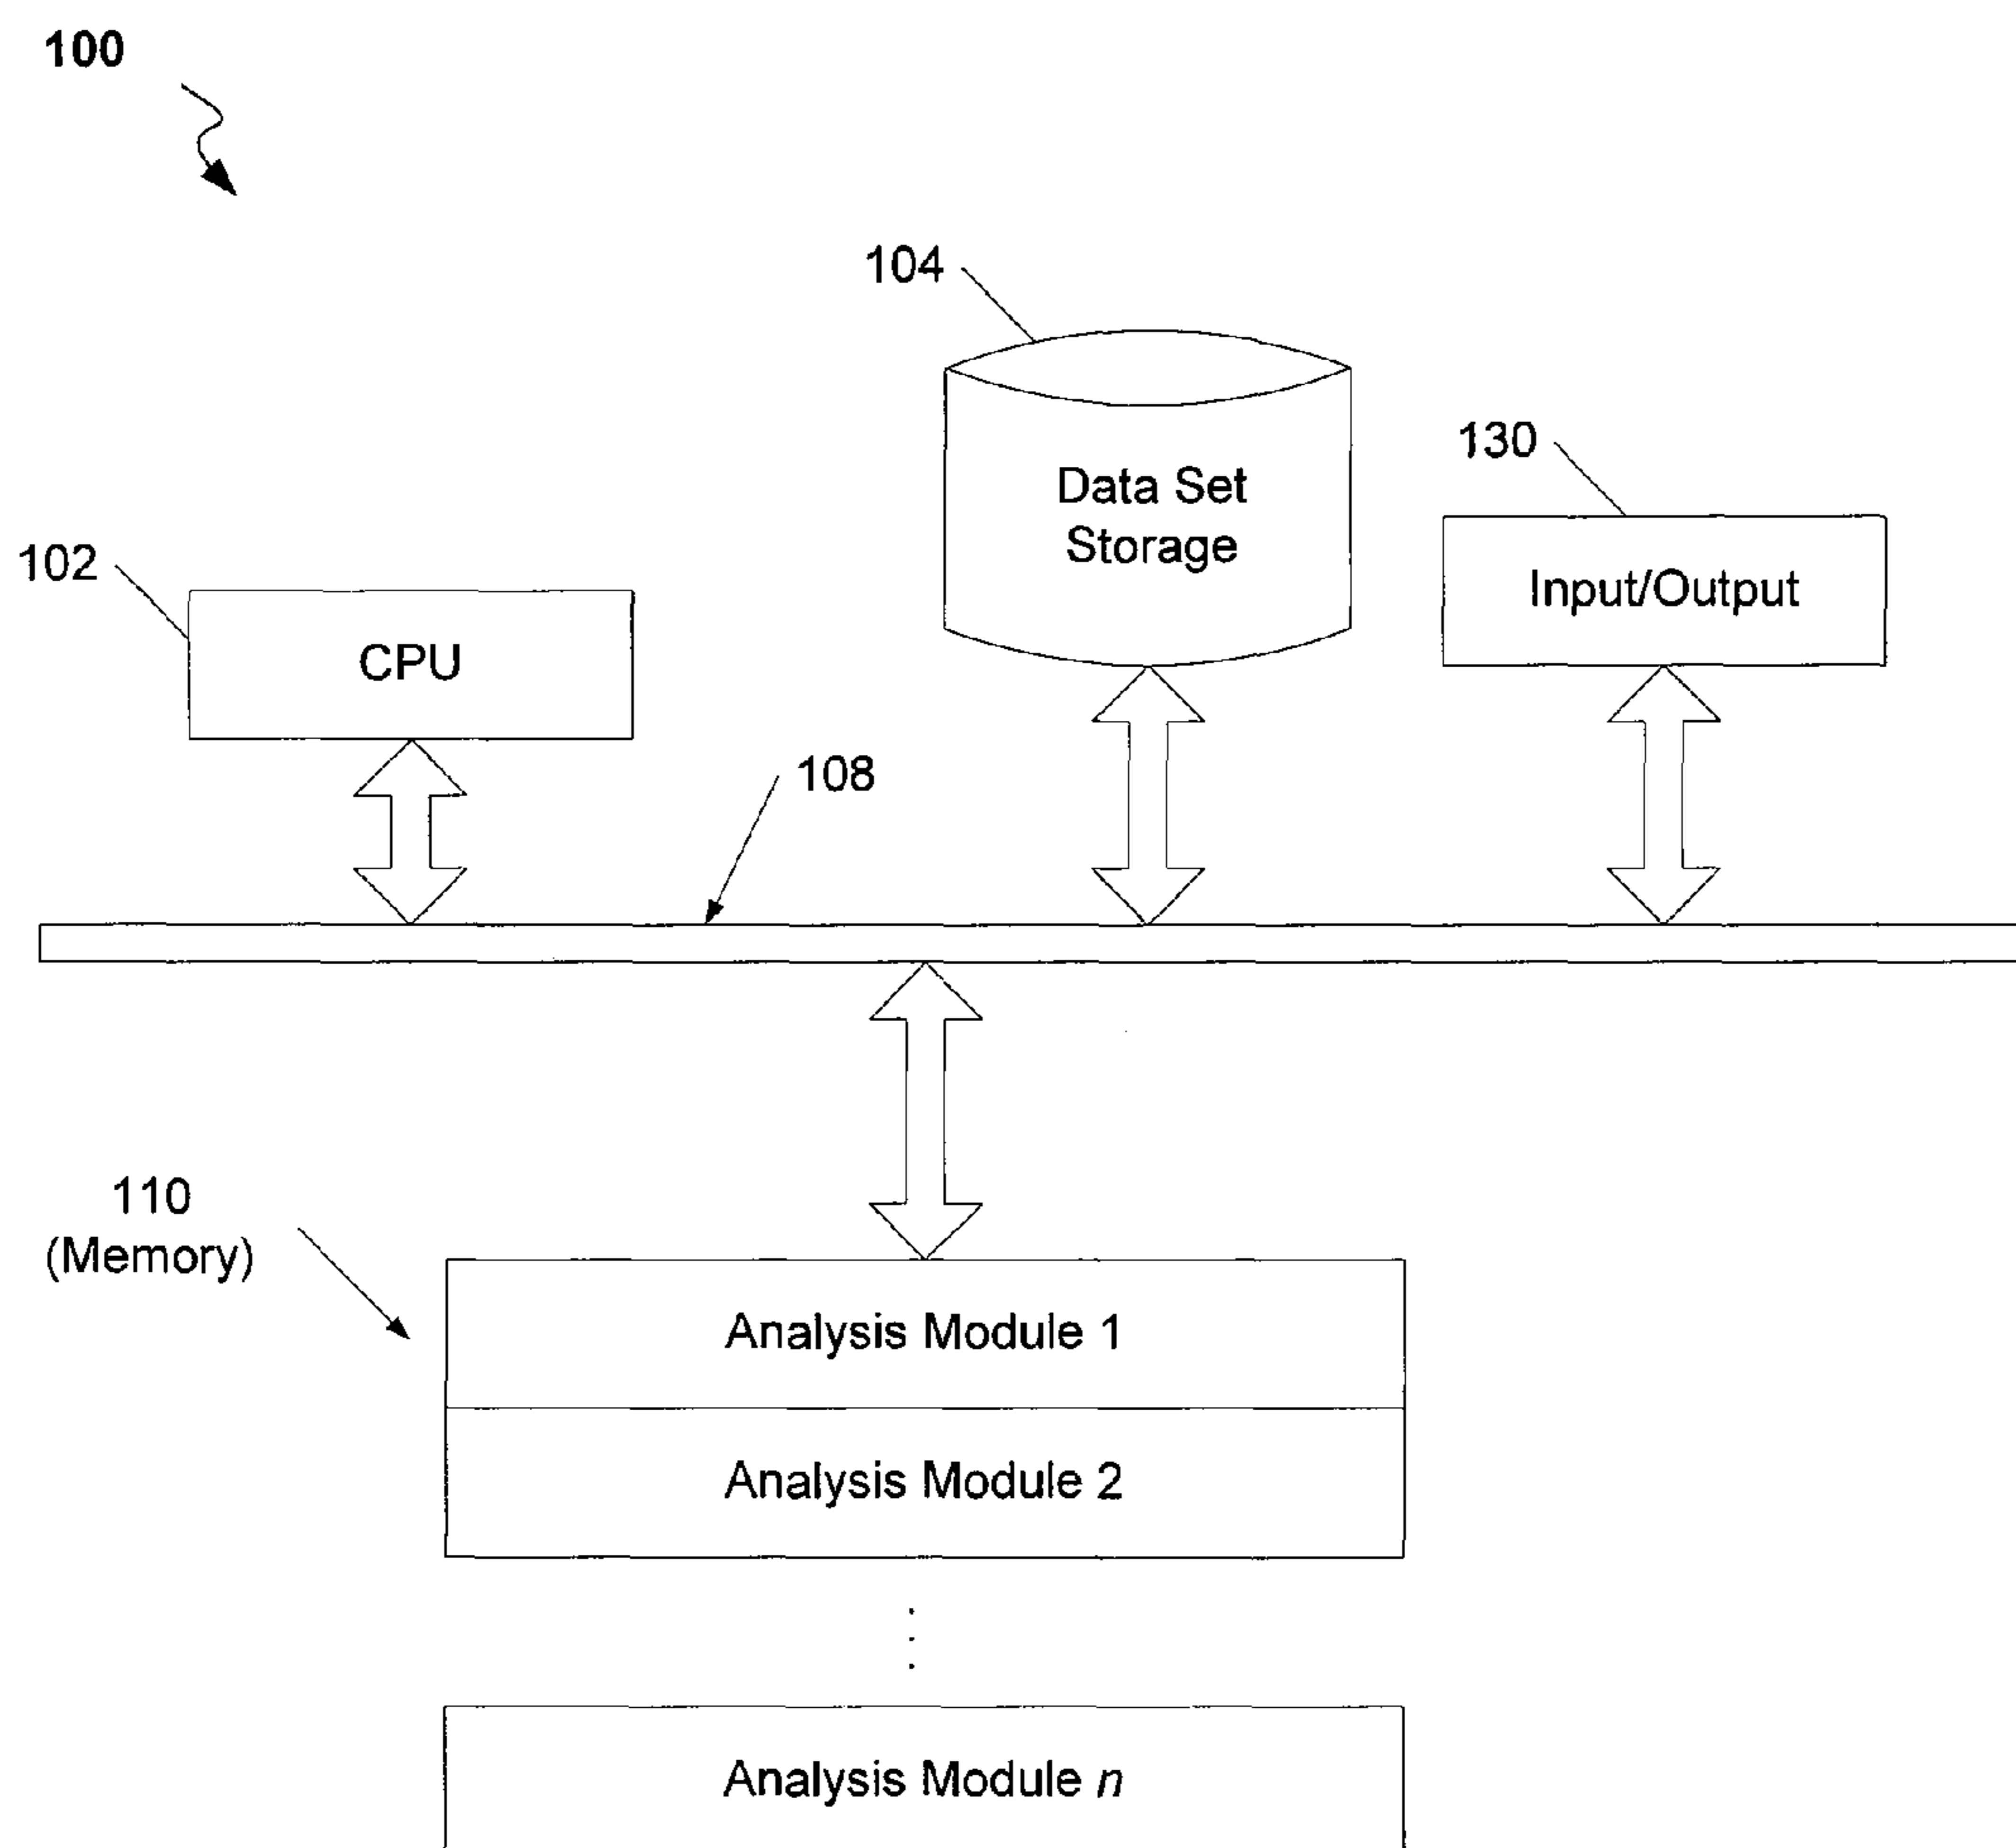 100
104
Data Set
Storage
130
Input/Output
102
CPU
108
110
(Memory)
Analysis Module 1
Analysis Module 2
⋮
Analysis Module n